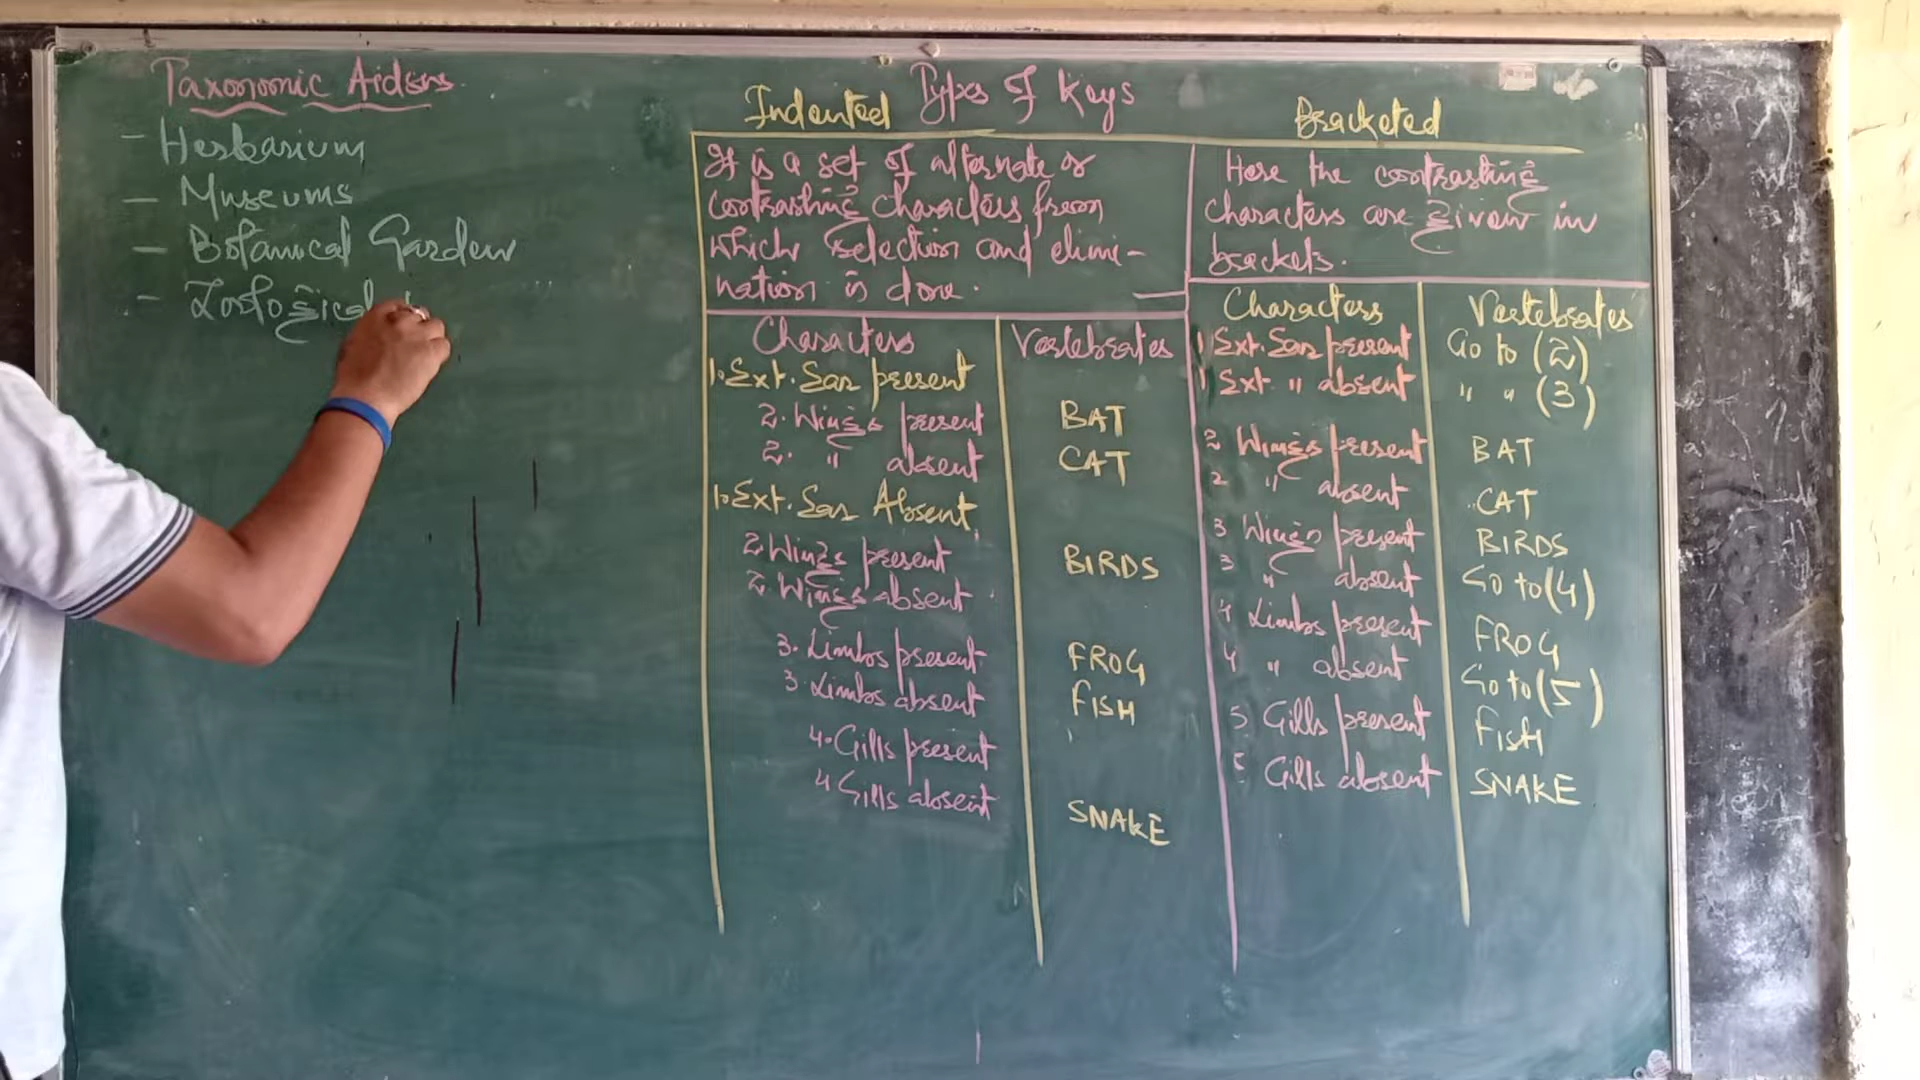 Taxonomic Aids
- Herbarium
- Museums
- Botanical Garden
- Zoological
Types of Keys
Indented
Bracketed
It is a set of alternate or
contrasting characters from
which selection and elimi-
nation is done.
Characters
Vertebrates
1. Ext. Ear present
2. Wings present
BAT
2. " absent
CAT
1. Ext. Ear Absent
2. Wings present
BIRDS
2. Wings absent
3. Limbs present
FROG
3. Limbs absent
FISH
4. Gills present
4 Gills absent
SNAKE
Here the contrasting
characters are given in
brackets.
Characters
Vertebrates
1 Ext. Ear present
Go to (2)
1 Ext. " absent
" " (3)
2 Wings present
BAT
2 " absent
CAT
3 Wings present
BIRDS
3 " absent
Go to (4)
4 Limbs present
FROG
4 " absent
Go to (5)
5 Gills present
FISH
5 Gills absent
SNAKE